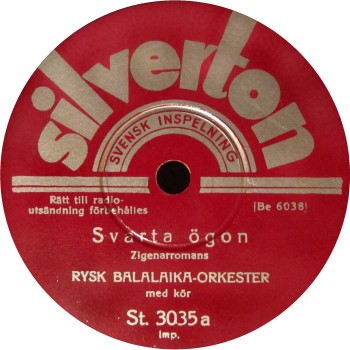 silverton
SVENSK INSPELNING
Rätt till radio-
utsändning förbehålles
(Be 6038)
Svarta ögon
Zigenarromans
RYSK BALALAIKA-ORKESTER
med kör
St. 3035a
Imp.